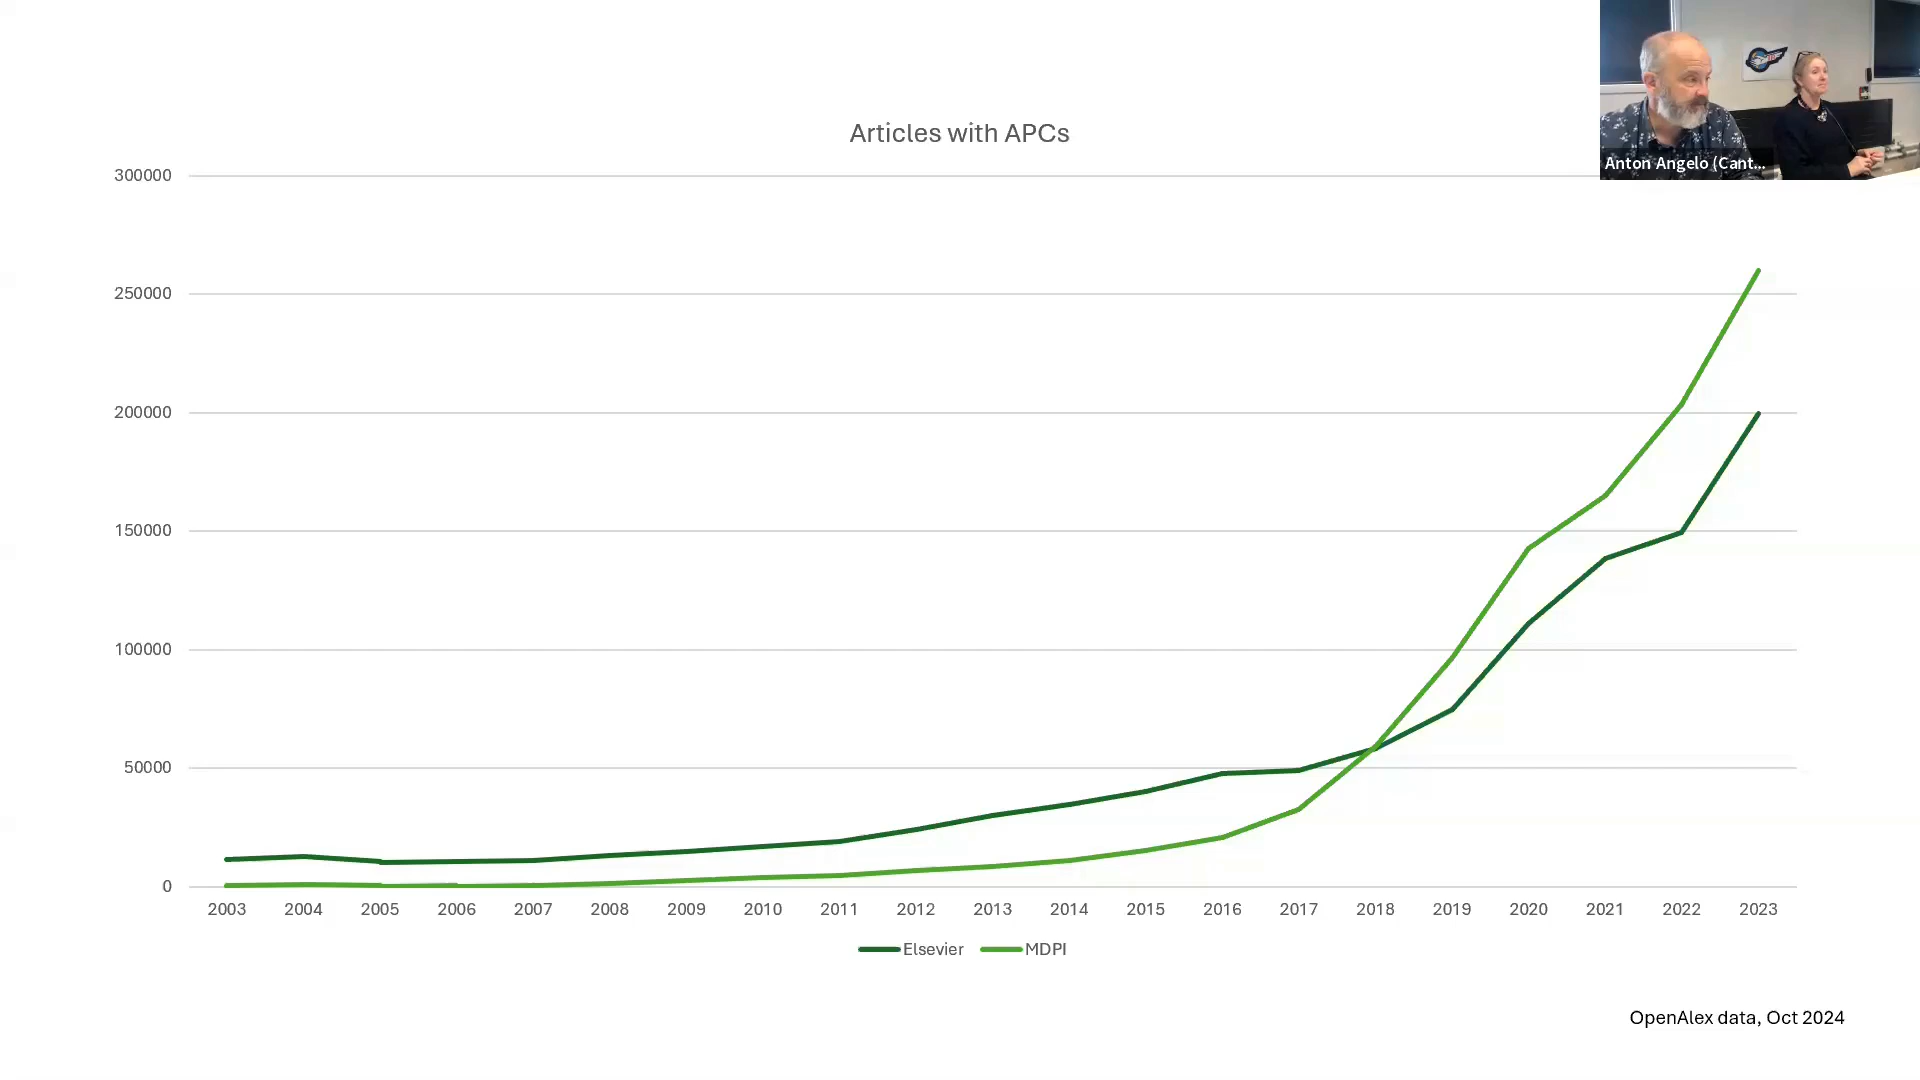 Anton Angelo (Cant...
Articles with APCs
300000
250000
200000
150000
100000
50000
0
2003 2004 2005 2006 2007 2008 2009 2010 2011 2012 2013 2014 2015 2016 2017 2018 2019 2020 2021 2022 2023
Elsevier MDPI
OpenAlex data, Oct 2024